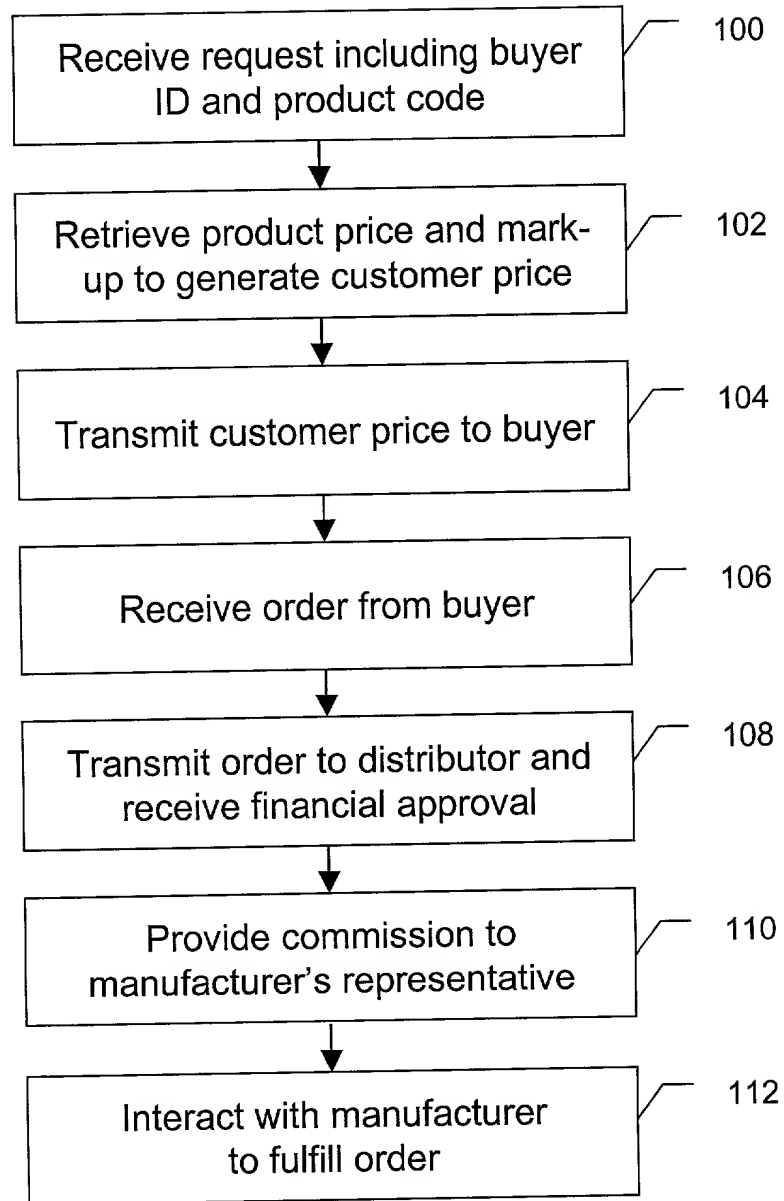 Receive request including buyer
ID and product code
100
Retrieve product price and mark-
up to generate customer price
102
Transmit customer price to buyer
104
Receive order from buyer
106
Transmit order to distributor and
receive financial approval
108
Provide commission to
manufacturer's representative
110
Interact with manufacturer
to fulfill order
112